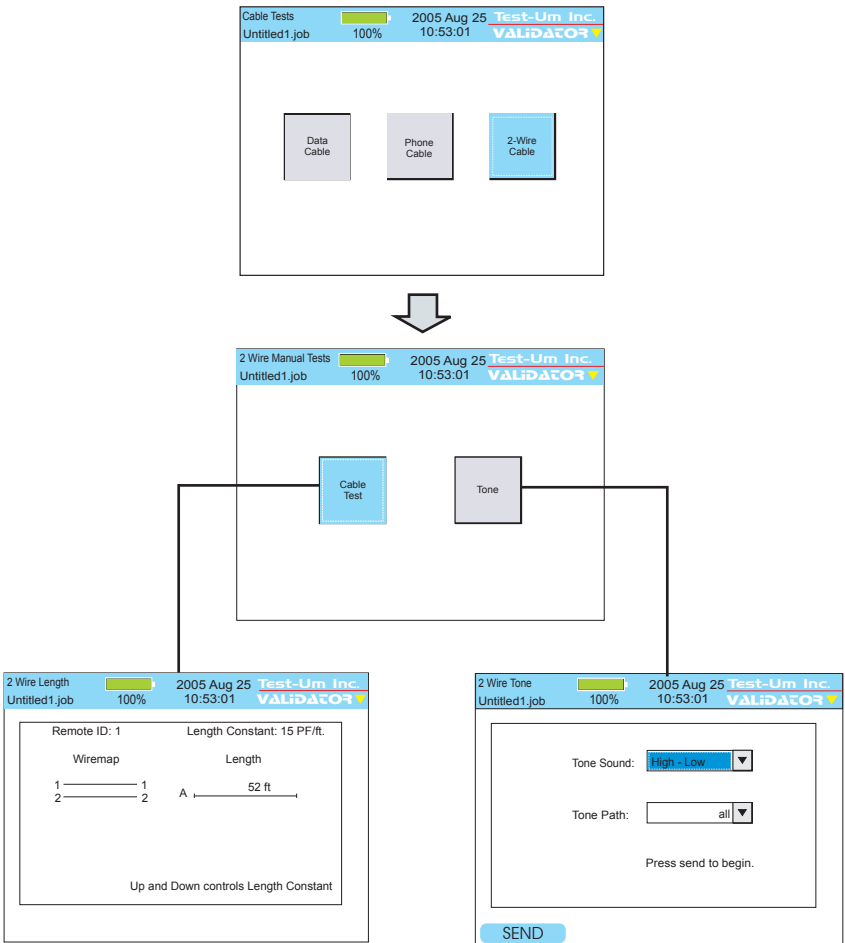 Cable Tests
Untitled1.job
100%
2005 Aug 25
10:53:01
Test-Um Inc.
VALIDATOR
Data
Cable
Phone
Cable
2-Wire
Cable
2 Wire Manual Tests
Untitled1.job
100%
2005 Aug 25
10:53:01
Test-Um Inc.
VALIDATOR
Cable
Test
Tone
2 Wire Length
Untitled1.job
100%
2005 Aug 25
10:53:01
Test-Um Inc.
VALIDATOR
Remote ID: 1
Length Constant: 15 PF/ft.
Wiremap
Length
1 1
2 2
A 52 ft
Up and Down controls Length Constant
2 Wire Tone
Untitled1.job
100%
2005 Aug 25
10:53:01
Test-Um Inc.
VALIDATOR
Tone Sound: High - Low
Tone Path: all
Press send to begin.
SEND